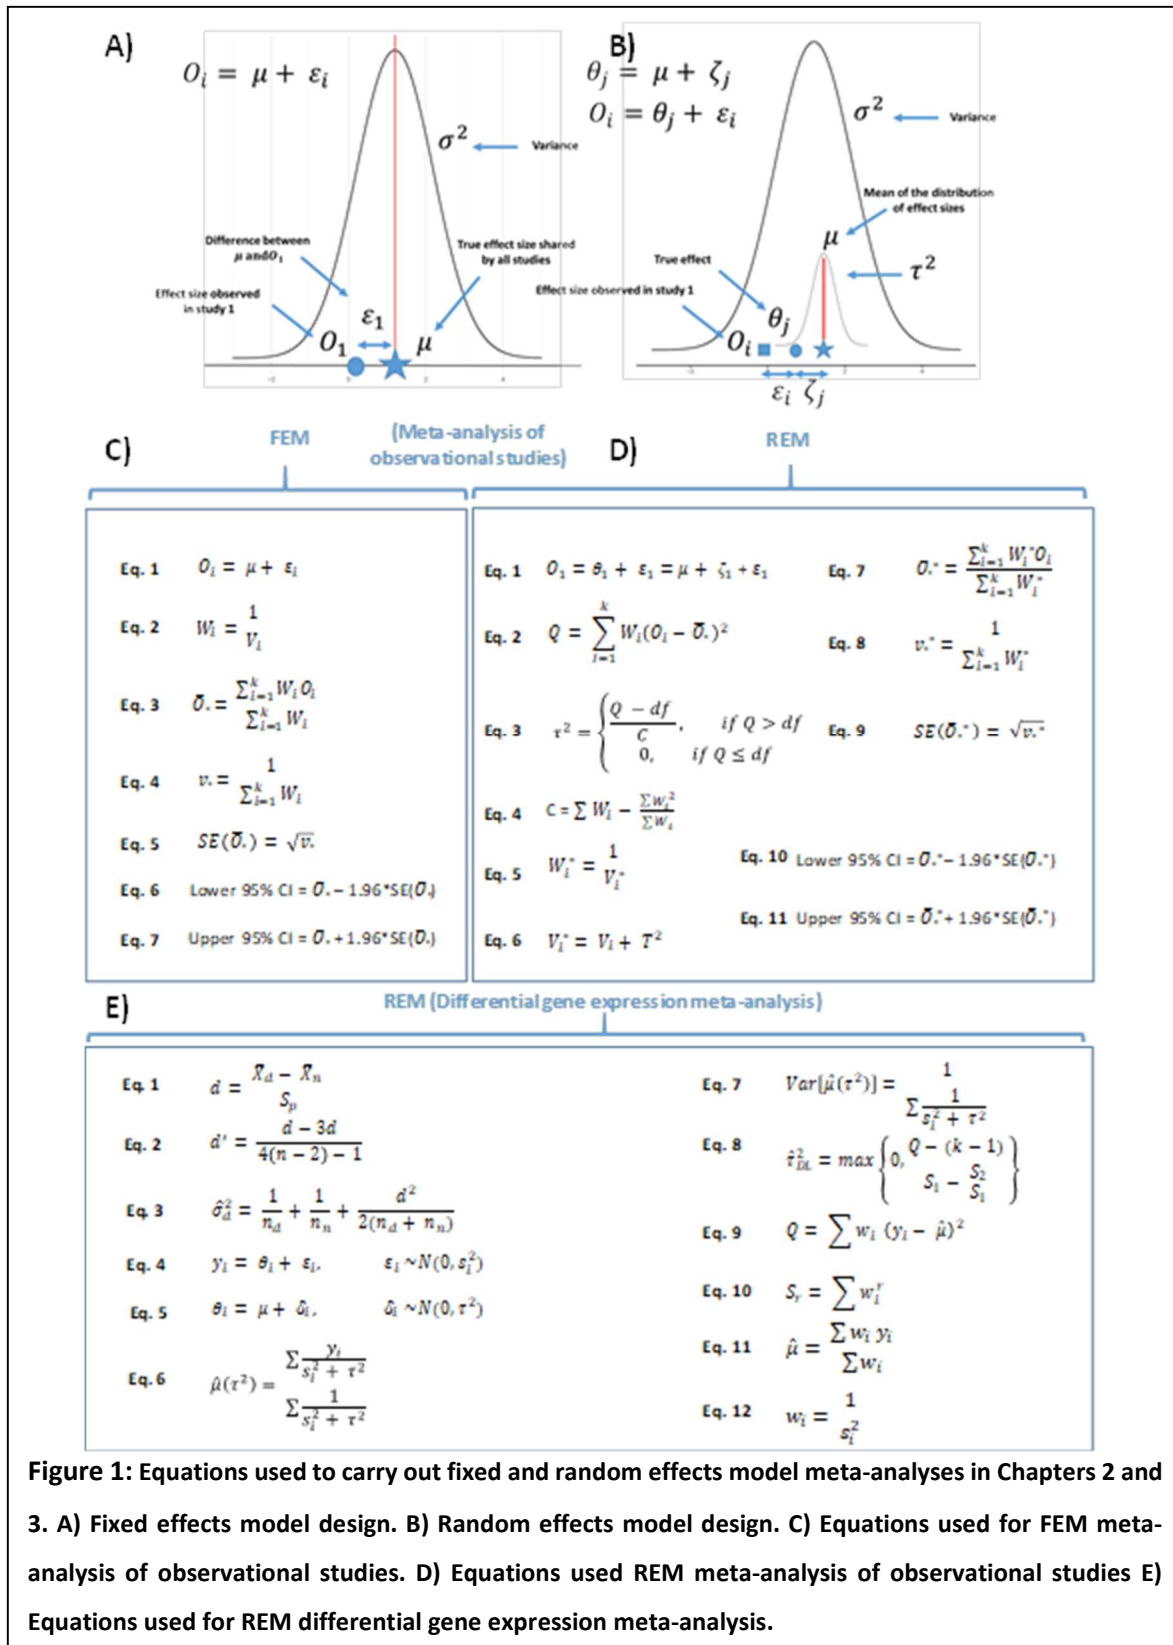 A)
O_i = μ + ε_i
σ² Variance
Difference between
μ andO₁
True effect size shared
by all studies
Effect size observed
in study 1
ε₁
O₁ μ
-2 0 2 4
B)
θ_j = μ + ζ_j
O_i = θ_j + ε_i
σ² Variance
Mean of the distribution
of effect sizes
μ
True effect
τ²
Effect size observed in study 1
θ_j
O_i
ε_i ζ_j
C)
FEM
(Meta-analysis of
observational studies)
D)
REM
Eq. 1 O_i = μ + ε_i
Eq. 2 W_i = 1 / V_i
Eq. 3 Ō. = Σ_{i=1}^k W_i O_i / Σ_{i=1}^k W_i
Eq. 4 v. = 1 / Σ_{i=1}^k W_i
Eq. 5 SE(Ō.) = √v.
Eq. 6 Lower 95% CI = Ō. – 1.96*SE(Ō.)
Eq. 7 Upper 95% CI = Ō. + 1.96*SE(Ō.)
Eq. 1 O₁ = θ₁ + ε₁ = μ + ζ₁ + ε₁
Eq. 2 Q = Σ_{i=1}^k W_i(O_i – Ō.)²
Eq. 3 τ² = { (Q – df) / C, if Q > df
0, if Q ≤ df
Eq. 4 C = Σ W_i – Σw_i² / Σw_i
Eq. 5 W_i* = 1 / V_i*
Eq. 6 V_i* = V_i + T²
Eq. 7 Ō.* = Σ_{i=1}^k W_i* O_i / Σ_{i=1}^k W_i*
Eq. 8 v.* = 1 / Σ_{i=1}^k W_i*
Eq. 9 SE(Ō.*) = √v.*
Eq. 10 Lower 95% CI = Ō.* – 1.96*SE(Ō.*)
Eq. 11 Upper 95% CI = Ō.* + 1.96*SE(Ō.*)
E)
REM (Differential gene expression meta-analysis)
Eq. 1 d = (X̄_d – X̄_n) / S_p
Eq. 2 d' = (d – 3d) / (4(n – 2) – 1)
Eq. 3 σ̂_d² = 1/n_d + 1/n_n + d² / (2(n_d + n_n))
Eq. 4 y_i = θ_i + ε_i, ε_i ~N(0, s_i²)
Eq. 5 θ_i = μ + δ_i, δ_i ~N(0, τ²)
Eq. 6 μ̂(τ²) = Σ (y_i / (s_i² + τ²)) / Σ (1 / (s_i² + τ²))
Eq. 7 Var[μ̂(τ²)] = 1 / Σ (1 / (s_i² + τ²))
Eq. 8 τ̂²_DL = max {0, (Q – (k – 1)) / (S₁ – S₂/S₁)}
Eq. 9 Q = Σ w_i (y_i – μ̂)²
Eq. 10 S_r = Σ w_i^r
Eq. 11 μ̂ = Σ w_i y_i / Σ w_i
Eq. 12 w_i = 1 / s_i²
Figure 1: Equations used to carry out fixed and random effects model meta-analyses in Chapters 2 and
3. A) Fixed effects model design. B) Random effects model design. C) Equations used for FEM meta-
analysis of observational studies. D) Equations used REM meta-analysis of observational studies E)
Equations used for REM differential gene expression meta-analysis.